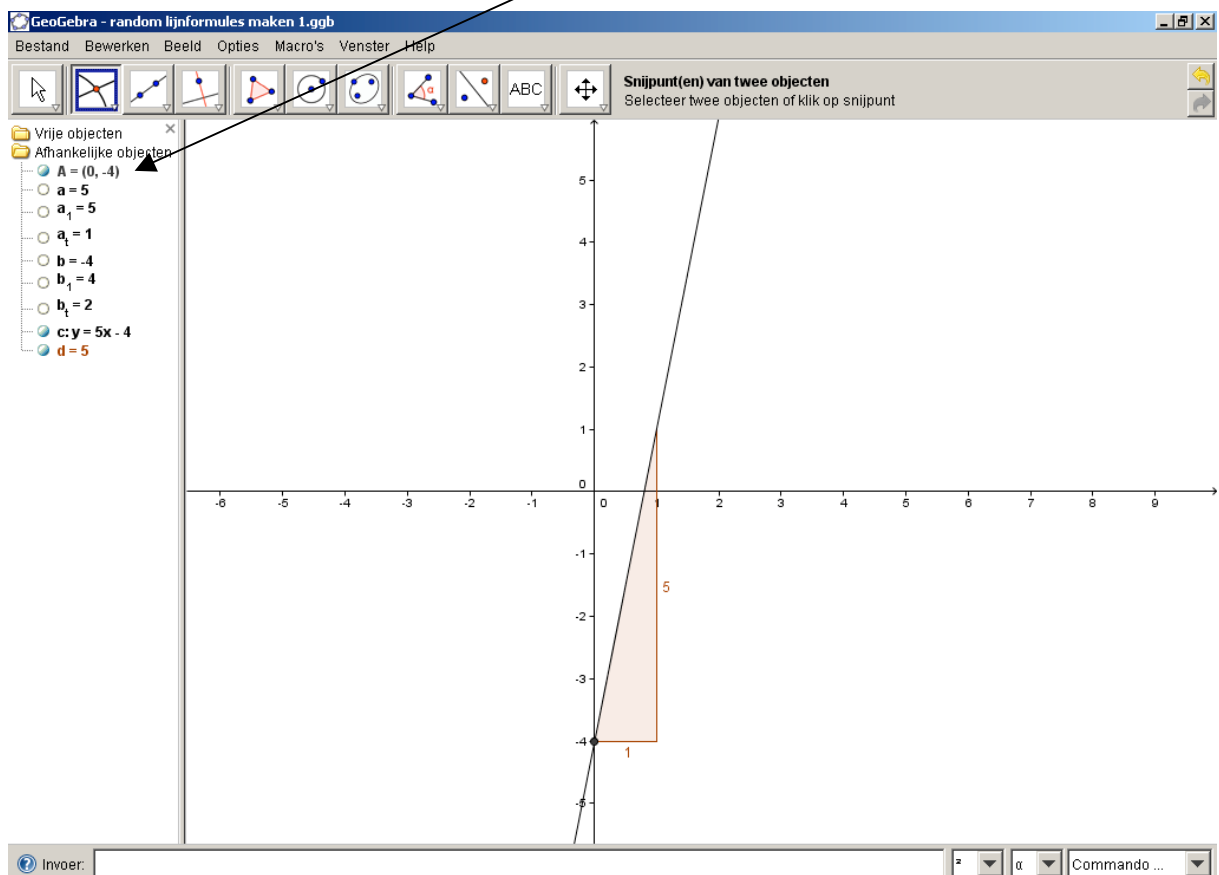 GeoGebra - random lijnformules maken 1.ggb
Bestand Bewerken Beeld Opties Macro's Venster Help
ABC
Snijpunt(en) van twee objecten
Selecteer twee objecten of klik op snijpunt
Vrije objecten
Afhankelijke objecten
A = (0, -4)
a = 5
a₁ = 5
aₜ = 1
b = -4
b₁ = 4
bₜ = 2
c: y = 5x - 4
d = 5
5
4
3
2
1
0
-6 -5 -4 -3 -2 -1 0 1 2 3 4 5 6 7 8 9
-1
5
-2
-3
-4
1
-5
Invoer:
² α Commando ...